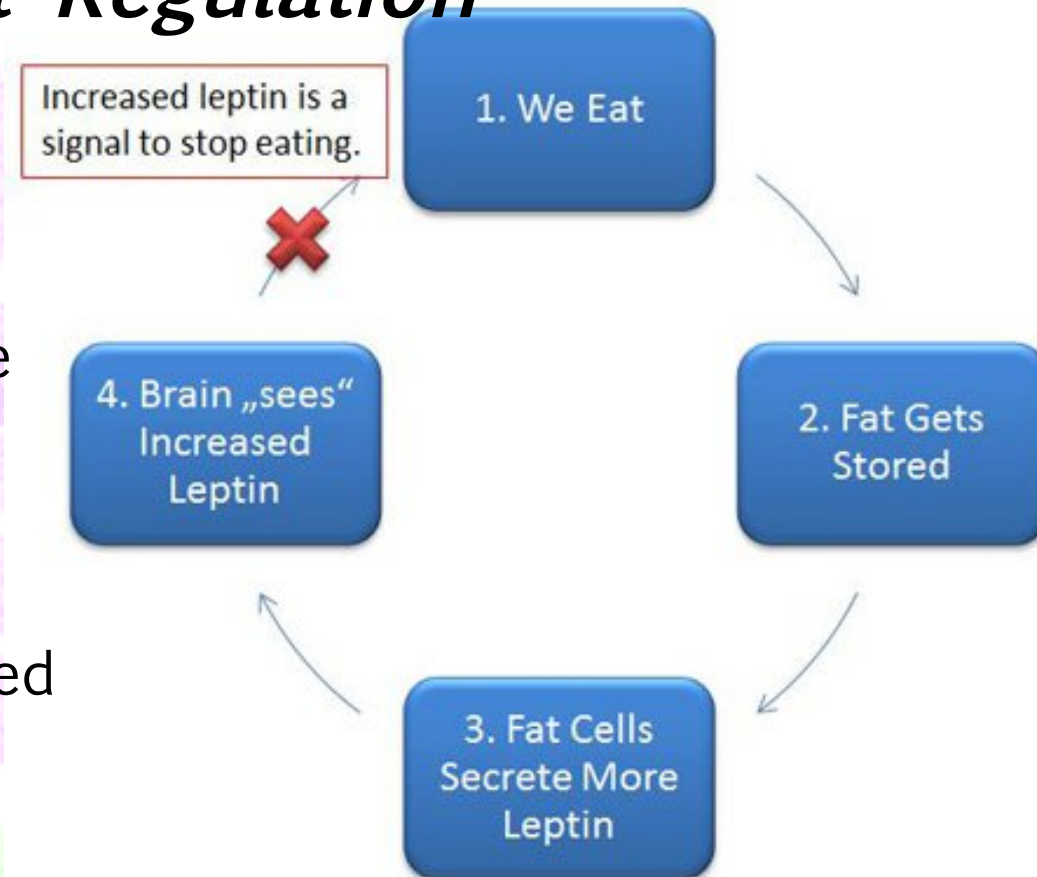 Regulation
Increased leptin is a
signal to stop eating.
1. We Eat
4. Brain „sees“
Increased
Leptin
2. Fat Gets
Stored
3. Fat Cells
Secrete More
Leptin